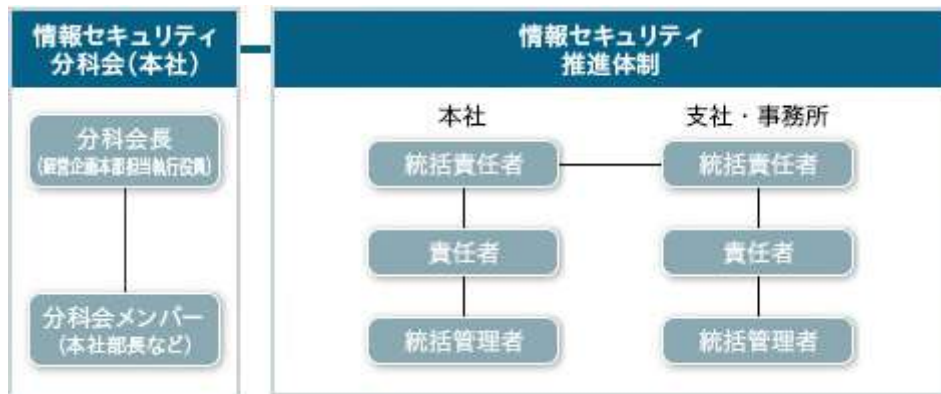 情報セキュリティ
分科会(本社)
分科会長
(経営企画本部担当執行役員)
分科会メンバー
(本社部長など)
情報セキュリティ
推進体制
本社
統括責任者
責任者
統括管理者
支社・事務所
統括責任者
責任者
統括管理者